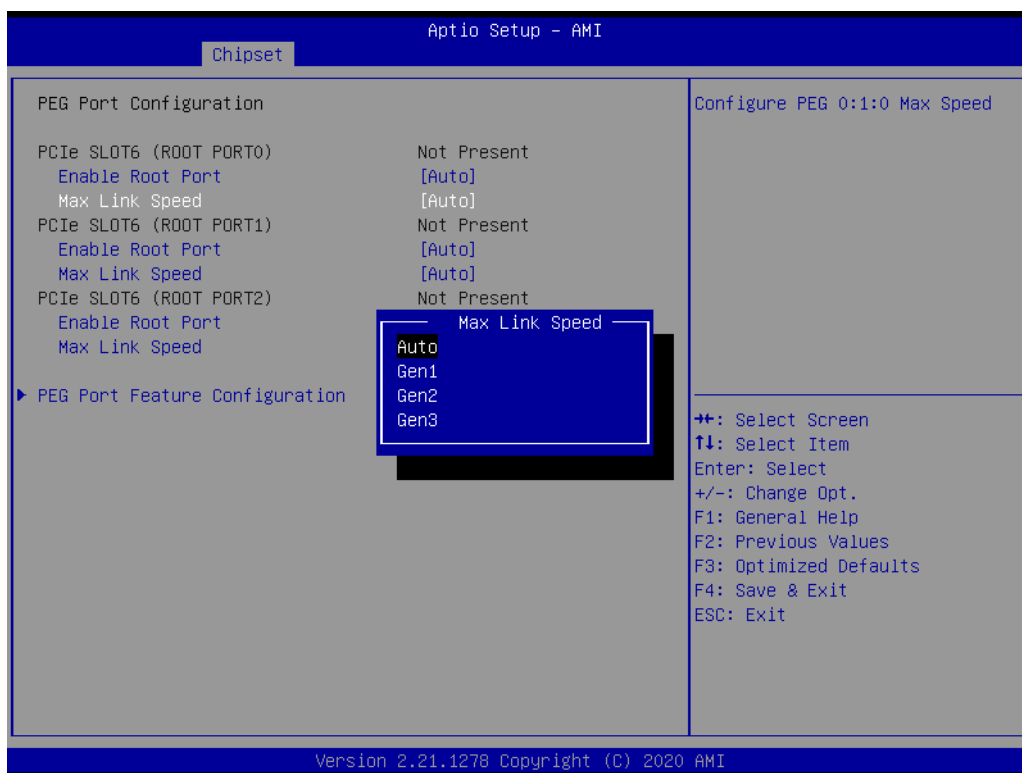 Aptio Setup – AMI
Chipset
PEG Port Configuration
PCIe SLOT6 (ROOT PORT0) Not Present
Enable Root Port [Auto]
Max Link Speed [Auto]
PCIe SLOT6 (ROOT PORT1) Not Present
Enable Root Port [Auto]
Max Link Speed [Auto]
PCIe SLOT6 (ROOT PORT2) Not Present
Enable Root Port
Max Link Speed
PEG Port Feature Configuration
Max Link Speed
Auto
Gen1
Gen2
Gen3
Configure PEG 0:1:0 Max Speed
→←: Select Screen
↑↓: Select Item
Enter: Select
+/-: Change Opt.
F1: General Help
F2: Previous Values
F3: Optimized Defaults
F4: Save & Exit
ESC: Exit
Version 2.21.1278 Copyright (C) 2020 AMI